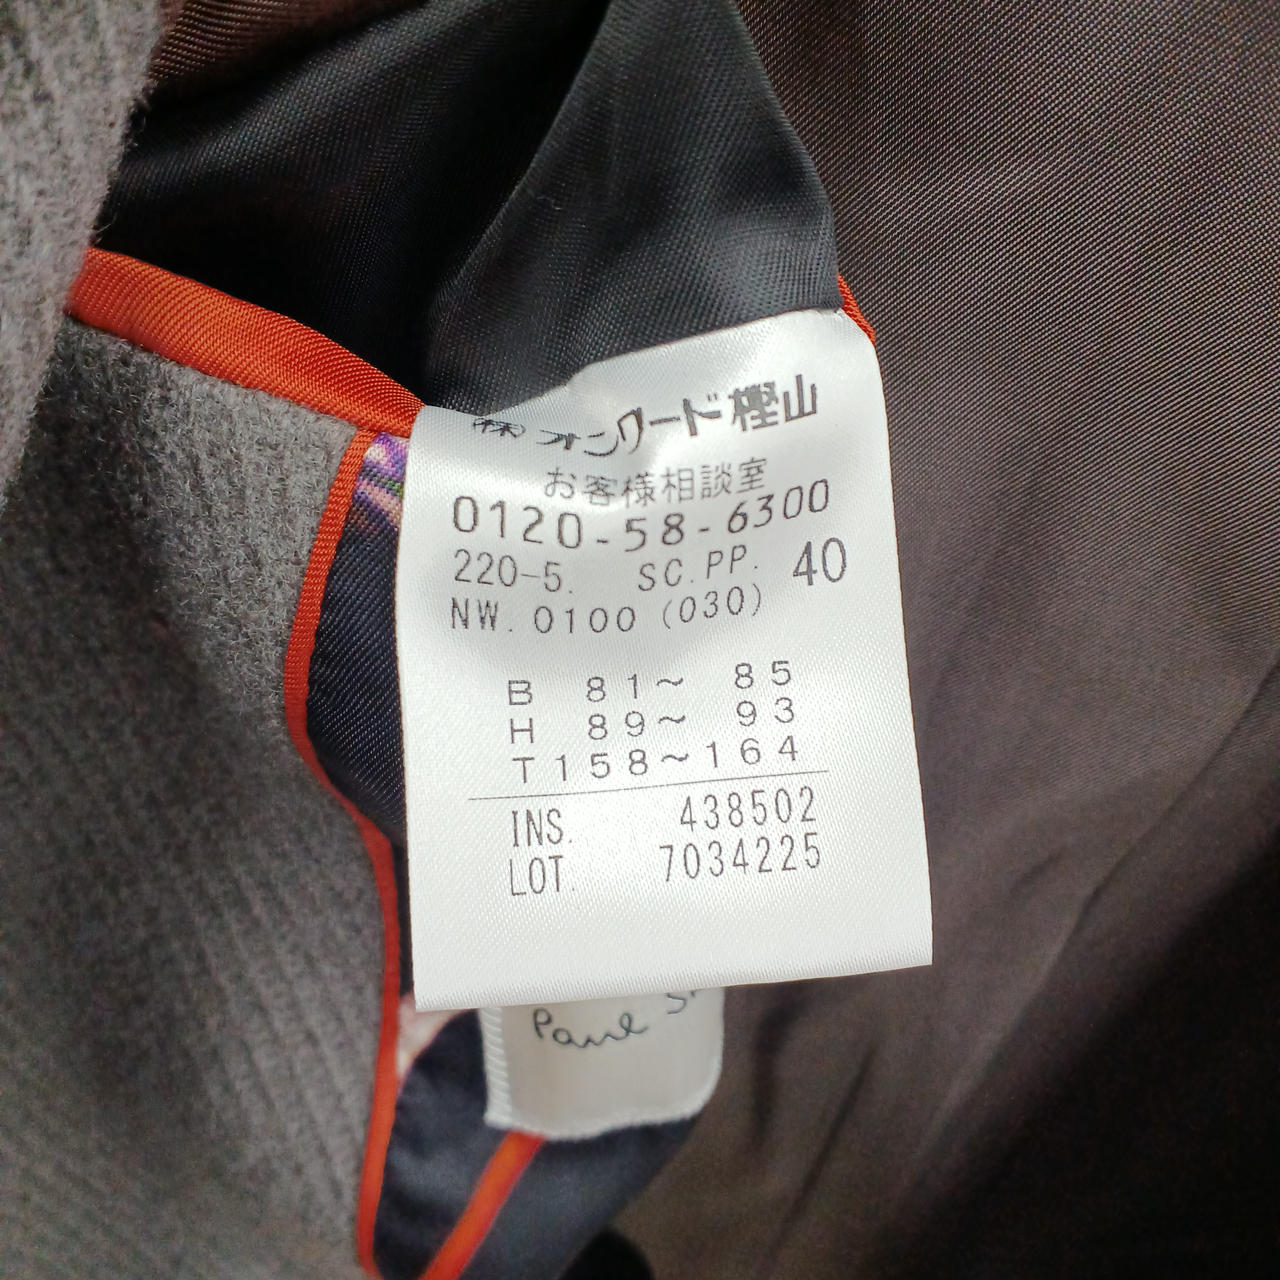 ㈱オンワード樫山
お客様相談室
0120-58-6300
220-5. SC.PP. 40
NW. 0100 (030)
B 81~ 85
H 89~ 93
T158~164
INS. 438502
LOT. 7034225
Paul